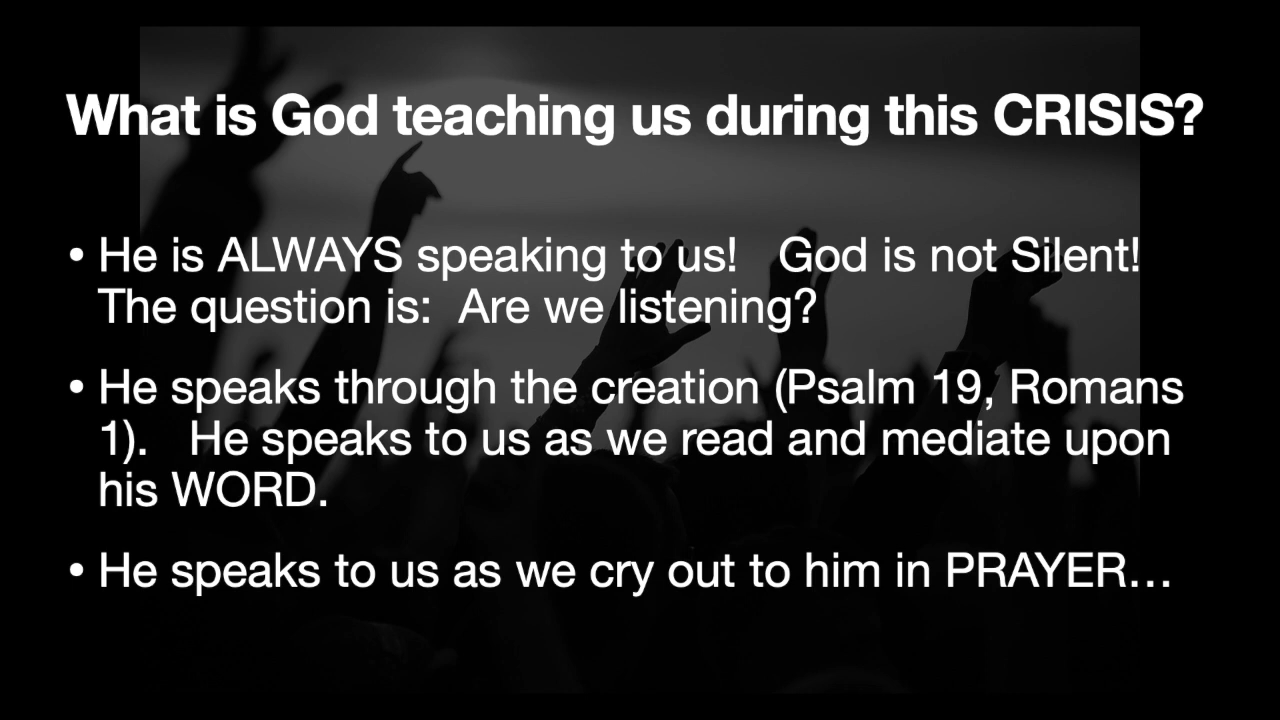 What is God teaching us during this CRISIS?
• He is ALWAYS speaking to us! God is not Silent!
The question is: Are we listening?
• He speaks through the creation (Psalm 19, Romans
1). He speaks to us as we read and mediate upon
his WORD.
• He speaks to us as we cry out to him in PRAYER…